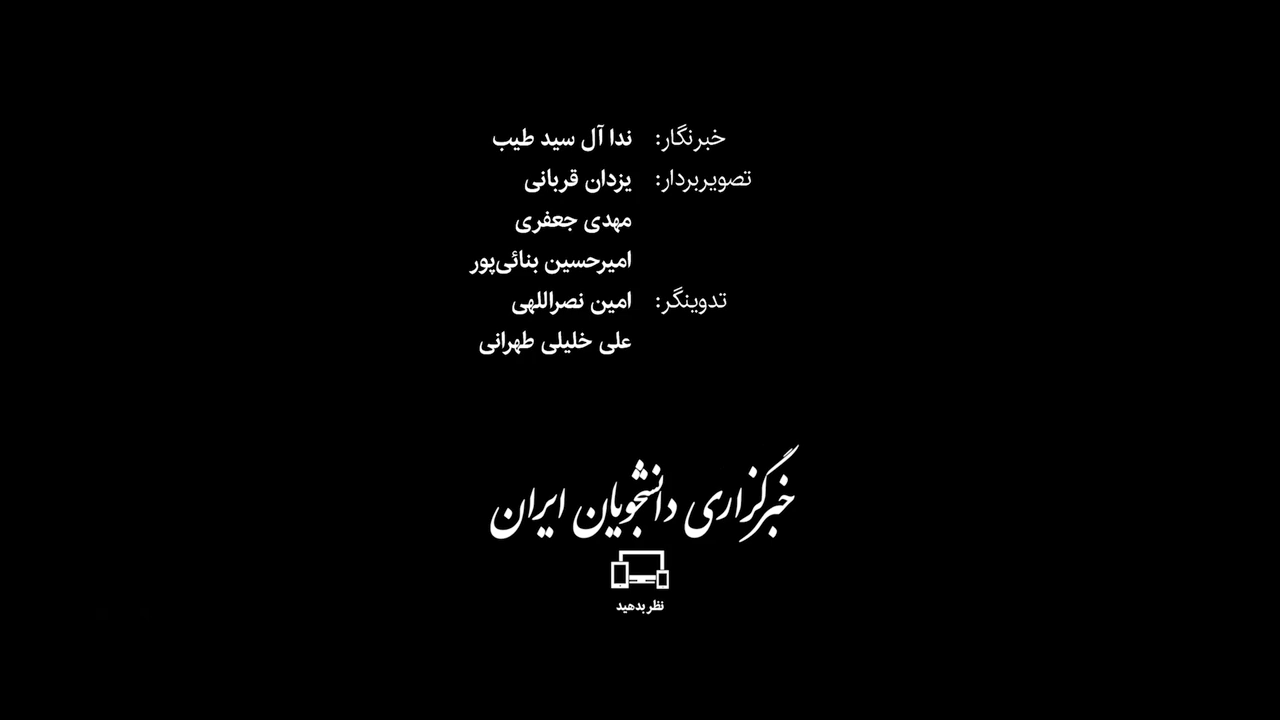 خبرنگار: ندا آل سید طیب
تصویربردار: یزدان قربانی
مهدی جعفری
امیرحسین بنائی‌پور
تدوینگر: امین نصراللهی
علی خلیلی طهرانی
خبرگزاری دانشجویان ایران
نظر بدهید